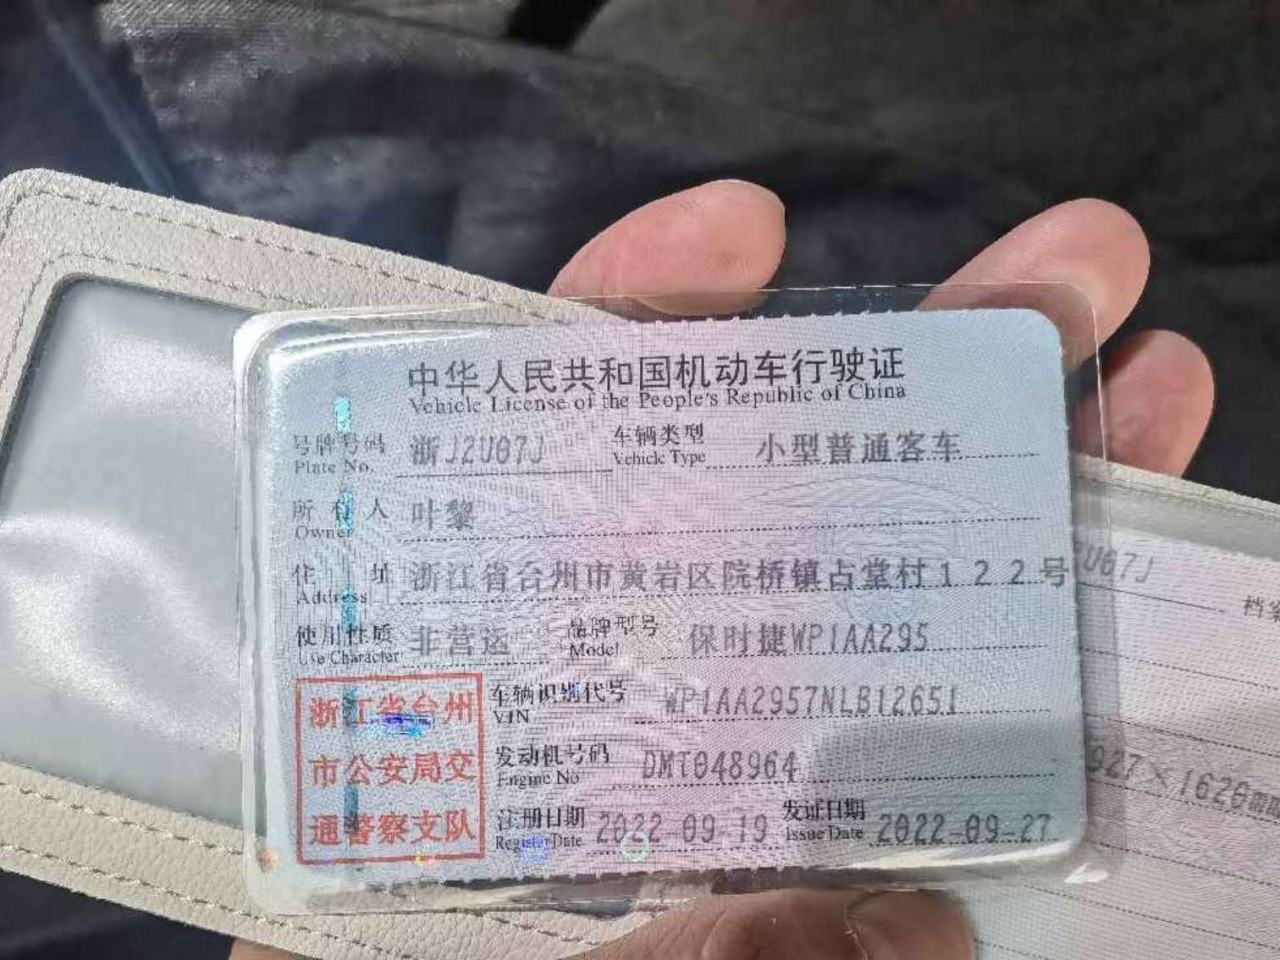 中华人民共和国机动车行驶证
Vehicle License of the People's Republic of China
号牌号码 浙J2U07J 车辆类型 小型普通客车
Plate No. Vehicle Type
所有人 叶黎
Owner
住址 浙江省台州市黄岩区院桥镇占堂村122号
Address
使用性质 非营运 品牌型号 保时捷WP1AA295
Use Character Model
车辆识别代号 WP1AA2957NLB12651
VIN
发动机号码 DMT048964
Engine No
注册日期 2022-09-19 发证日期 2022-09-27
Register Date Issue Date
浙江省台州
市公安局交
通警察支队
2U07J
档案
927×1620